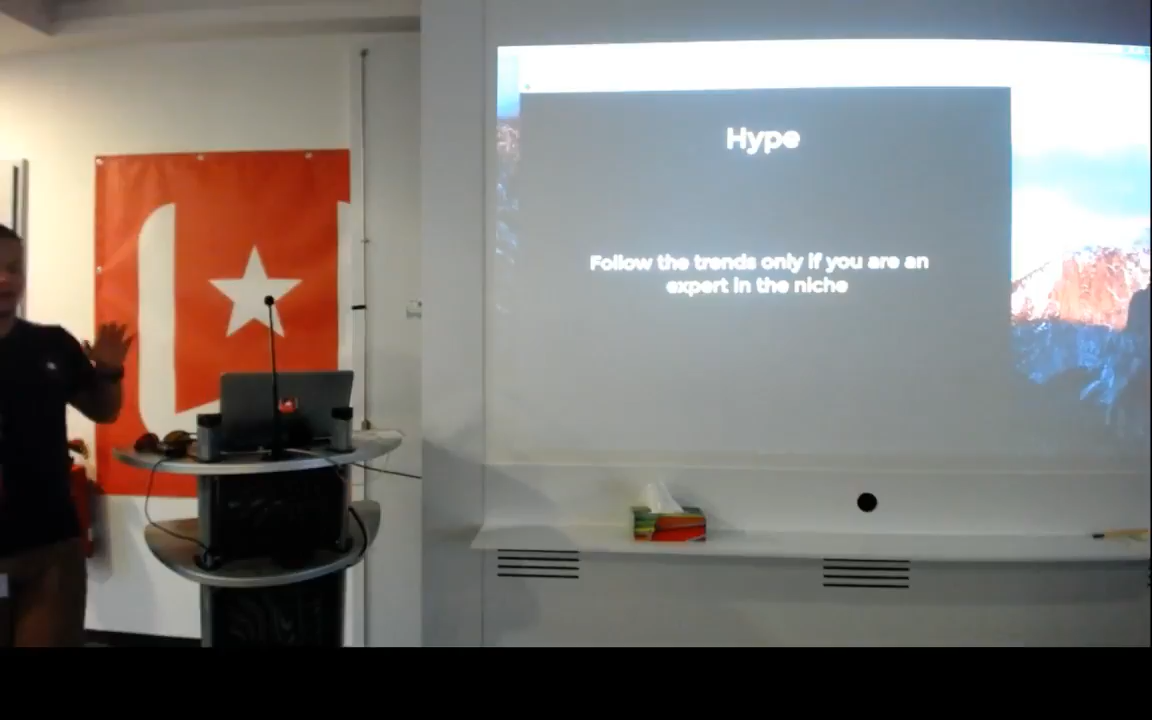 Hype
Follow the trends only if you are an
expert in the niche